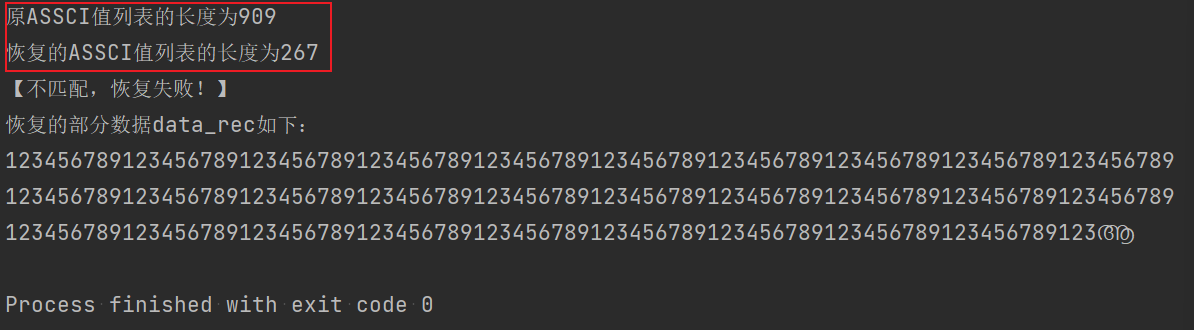 原ASSCI值列表的长度为909
恢复的ASSCI值列表的长度为267
【不匹配，恢复失败！】
恢复的部分数据data_rec如下：
123456789123456789123456789123456789123456789123456789123456789123456789123456789123456789
123456789123456789123456789123456789123456789123456789123456789123456789123456789123456789
123456789123456789123456789123456789123456789123456789123456789123456789123456789123
Process finished with exit code 0